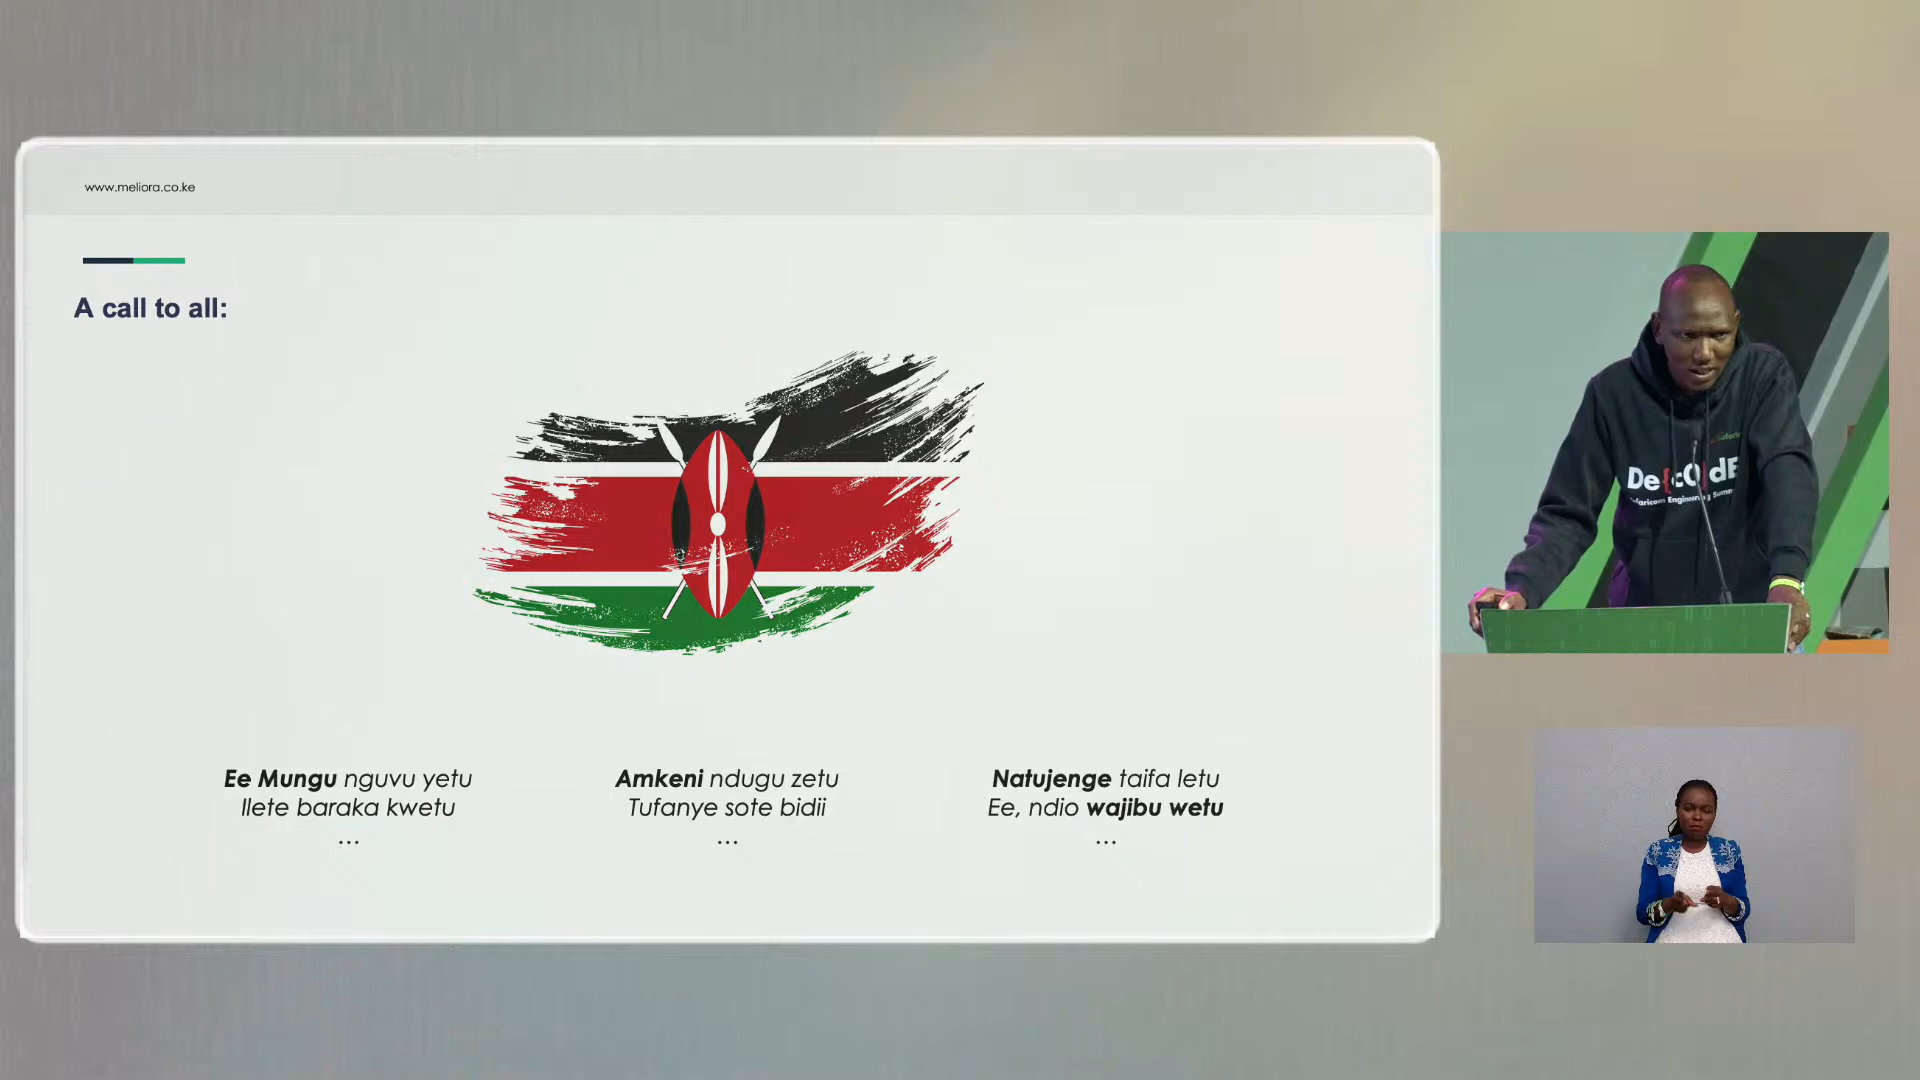 www.meliora.co.ke
A call to all:
Ee Mungu nguvu yetu
Ilete baraka kwetu
...
Amkeni ndugu zetu
Tufanye sote bidii
...
Natujenge taifa letu
Ee, ndio wajibu wetu
...
De{c0}dE
Engineering